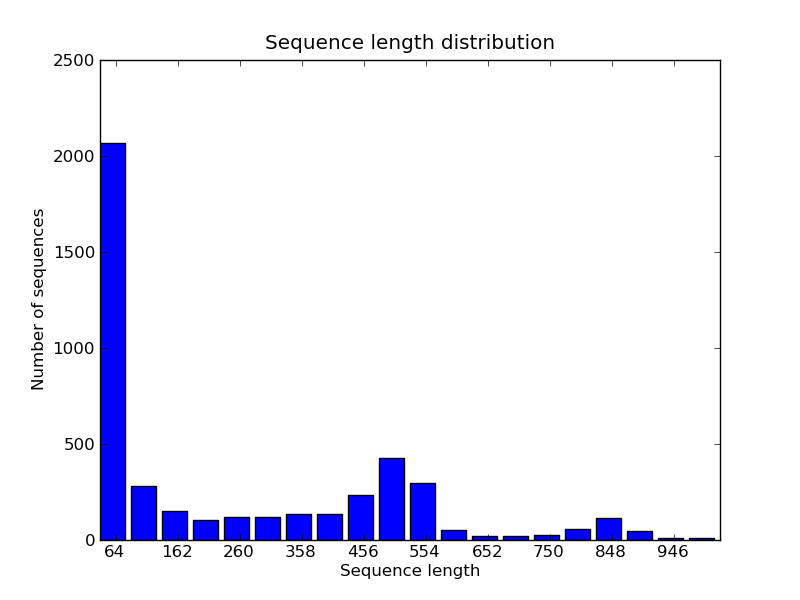 Sequence length distribution
2500
2000
1500
1000
500
0
Number of sequences
64 162 260 358 456 554 652 750 848 946
Sequence length